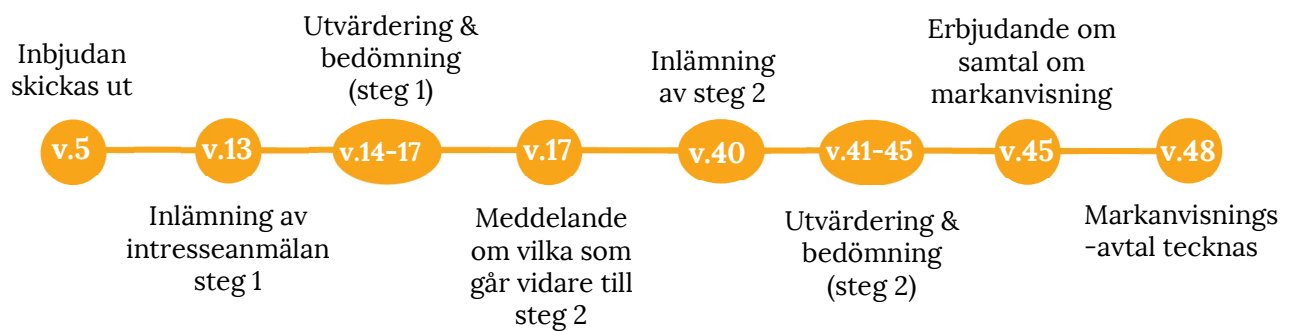 Inbjudan
skickas ut
v.5
v.13
Inlämning av
intresseanmälan
steg 1
Utvärdering &
bedömning
(steg 1)
v.14-17
v.17
Meddelande
om vilka som
går vidare till
steg 2
Inlämning
av steg 2
v.40
v.41-45
Utvärdering &
bedömning
(steg 2)
Erbjudande om
samtal om
markanvisning
v.45
v.48
Markanvisnings
-avtal tecknas